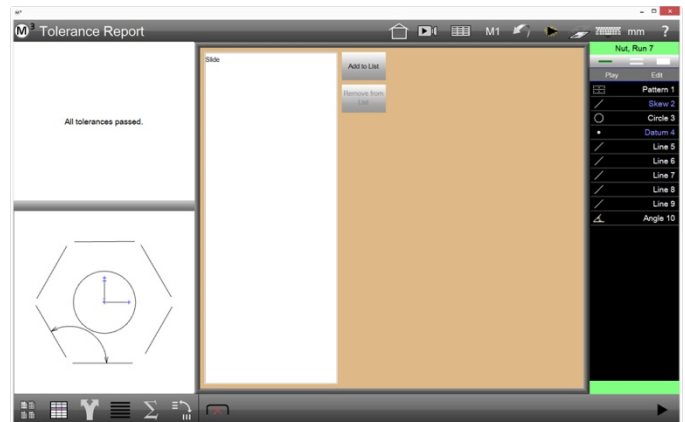 M³ Tolerance Report
M1
mm
?
All tolerances passed.
Slide
Add to List
Remove from
List
Nut, Run 7
Play Edit
Pattern 1
Skew 2
Circle 3
Datum 4
Line 5
Line 6
Line 7
Line 8
Line 9
Angle 10